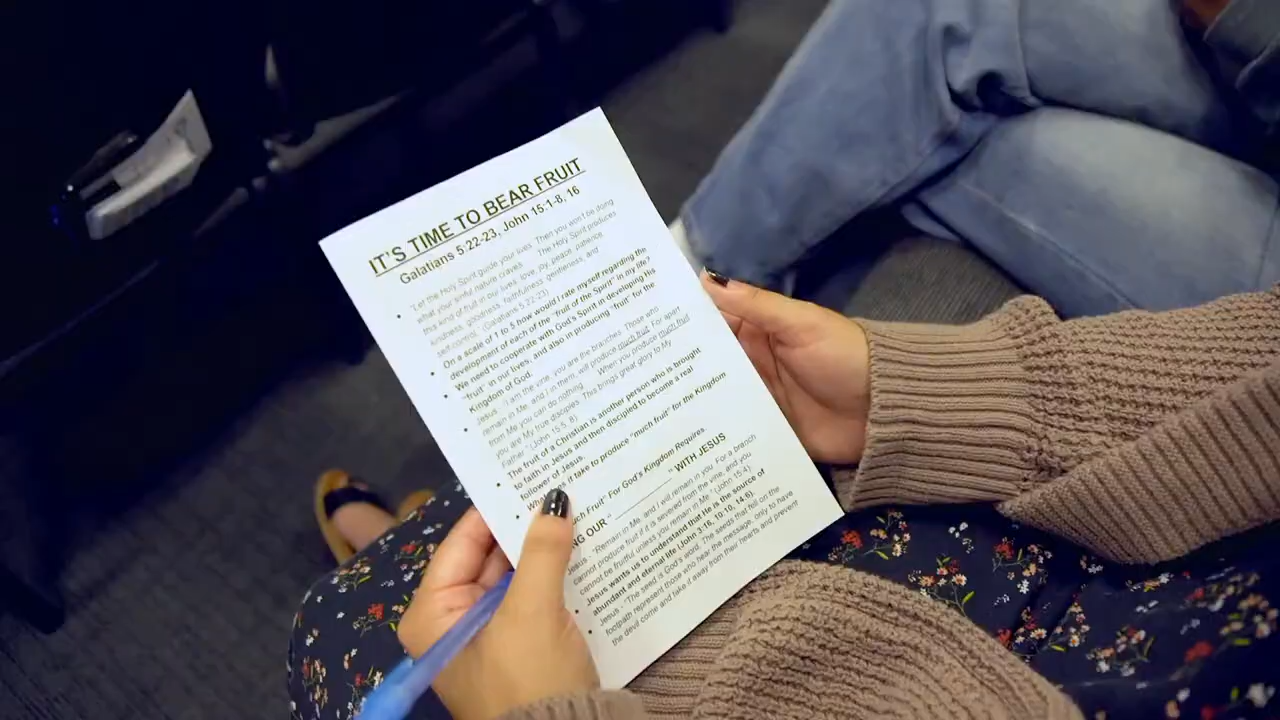 IT'S TIME TO BEAR FRUIT
Galatians 5:22-23, John 15:1-8, 16
• "Let the Holy Spirit guide your lives. Then you won't be doing
what your sinful nature craves... The Holy Spirit produces
this kind of fruit in our lives: love, joy, peace, patience,
kindness, goodness, faithfulness, gentleness, and
self-control." (Galatians 5:22-23)
• On a scale of 1 to 5 how would I rate myself regarding the
development of each of the "fruit of the Spirit" in my life?
• We need to cooperate with God's Spirit in developing His
"fruit" in our lives, and also in producing "fruit" for the
Kingdom of God.
• Jesus - "I am the vine, you are the branches. Those who
remain in Me, and I in them, will produce much fruit. For apart
from Me you can do nothing... When you produce much fruit
you are My true disciples. This brings great glory to My
Father." (John 15:5, 8)
• The fruit of a Christian is another person who is brought
to faith in Jesus and then discipled to become a real
follower of Jesus.
• it take to produce "much fruit" for the Kingdom
Fruit" For God's Kingdom Requires
OUR "__________" WITH JESUS
Jesus - "Remain in Me, and I will remain in you. For a branch
cannot produce fruit if it is severed from the vine, and you
cannot be fruitful unless you remain in Me." (John 15:4)
• Jesus wants us to understand that He is the source of
abundant and eternal life (John 3:16, 10:10, 14:6).
• Jesus - "The seed is God's word. The seeds that fell on the
footpath represent those who hear the message, only to have
the devil come and take it away from their hearts and prevent